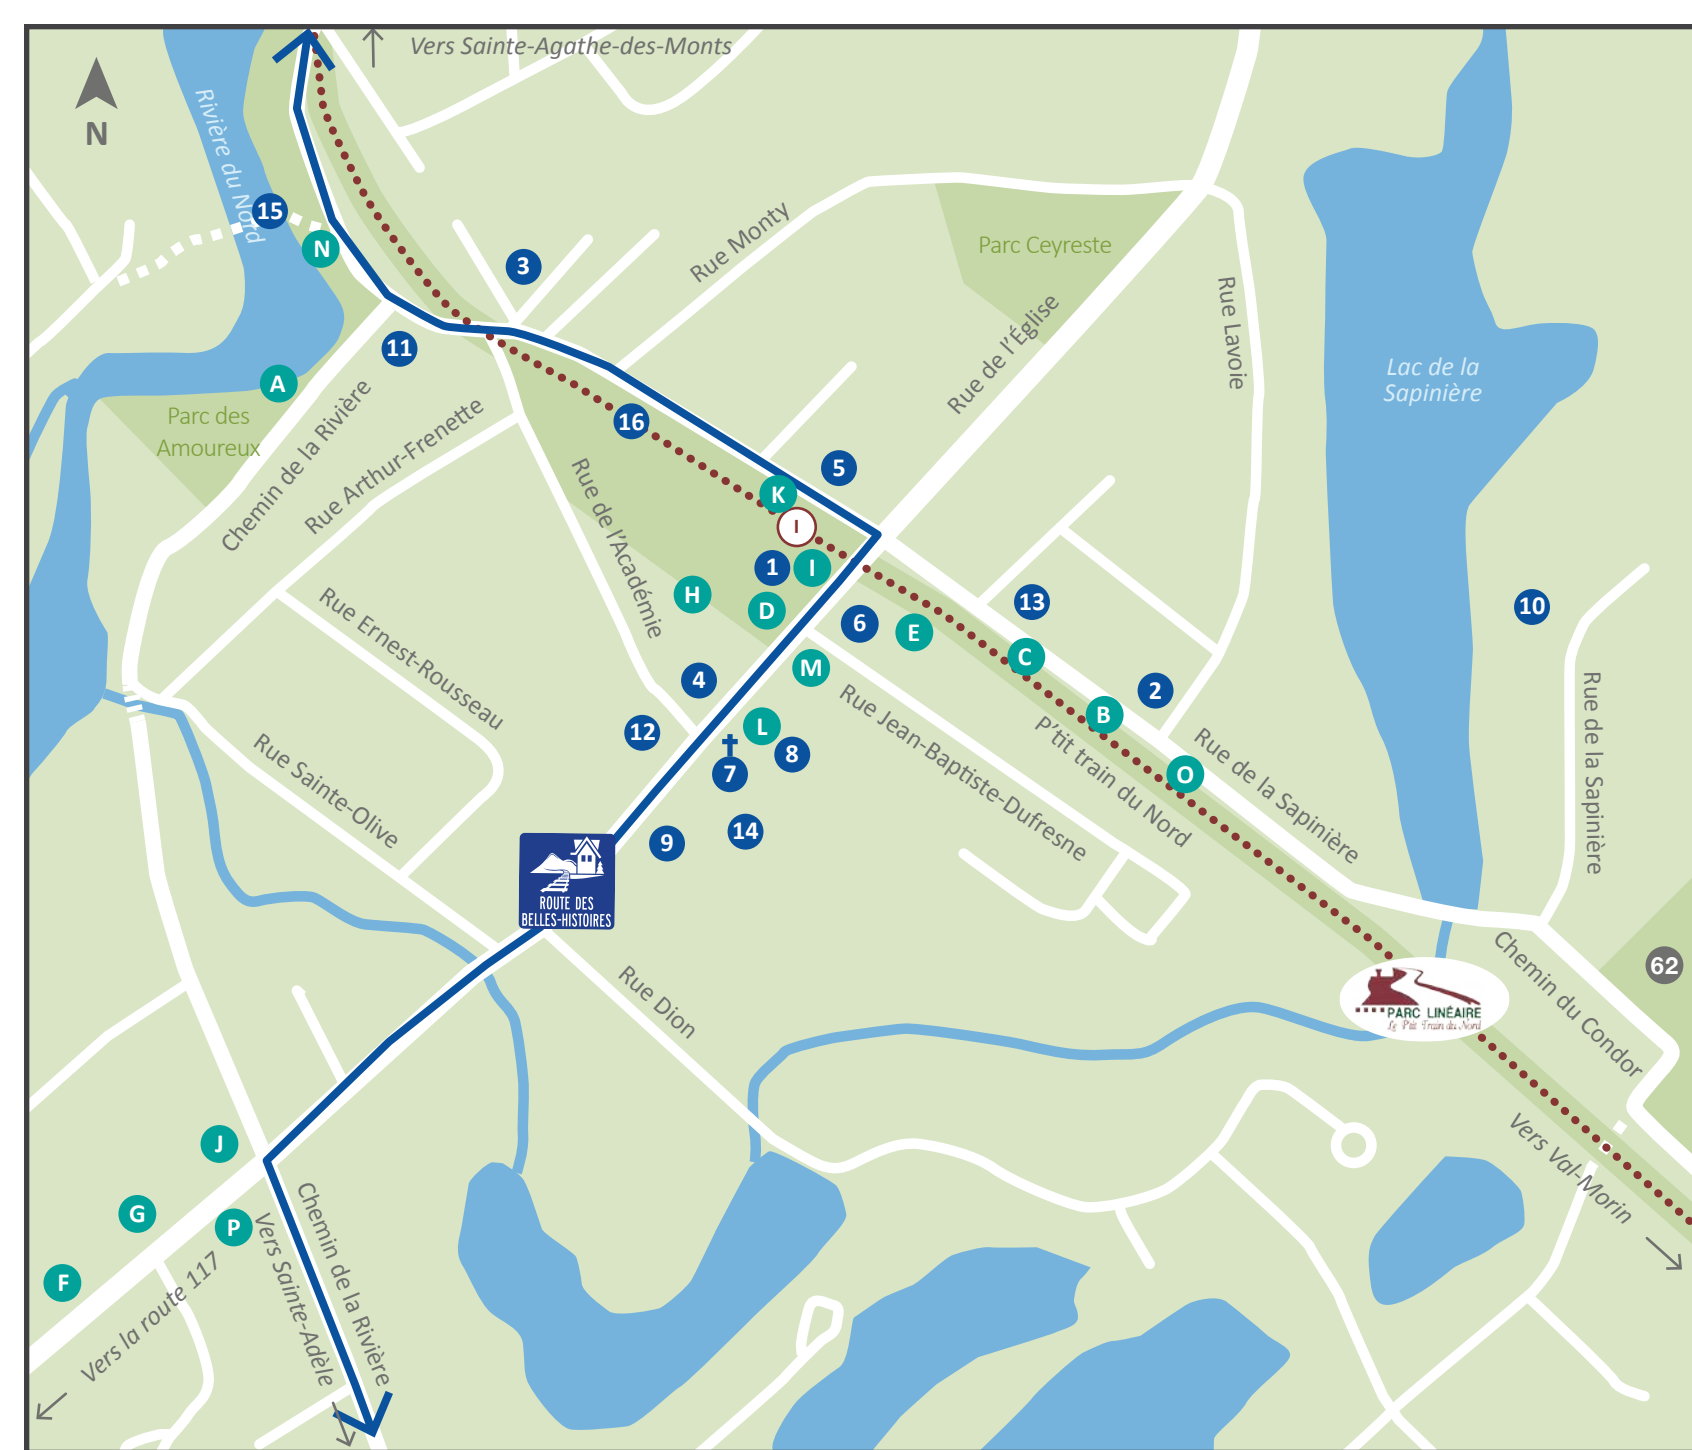 Vers Sainte-Agathe-des-Monts
N
Rivière du Nord
15
N
3
Rue Monty
Parc Ceyreste
11
Rue de l'Église
Rue Lavoie
Lac de la
Sapinière
A
Parc des
Amoureux
Chemin de la Rivière
Rue Arthur-Frenette
16
5
K
I
Rue de l'Académie
1
I
H
D
6
E
13
10
C
M
4
2
B
Rue Ernest-Rousseau
12
L
8
7
Rue Jean-Baptiste-Dufresne
P'tit train du Nord
O
Rue de la Sapinière
Rue de la Sapinière
Rue Sainte-Olive
9
14
ROUTE DES
BELLES-HISTOIRES
Rue Dion
62
Chemin du Condor
PARC LINÉAIRE
Le P'tit Train du Nord
J
G
P
F
Vers la route 117
Vers Sainte-Adèle
Chemin de la Rivière
Vers Val-Morin